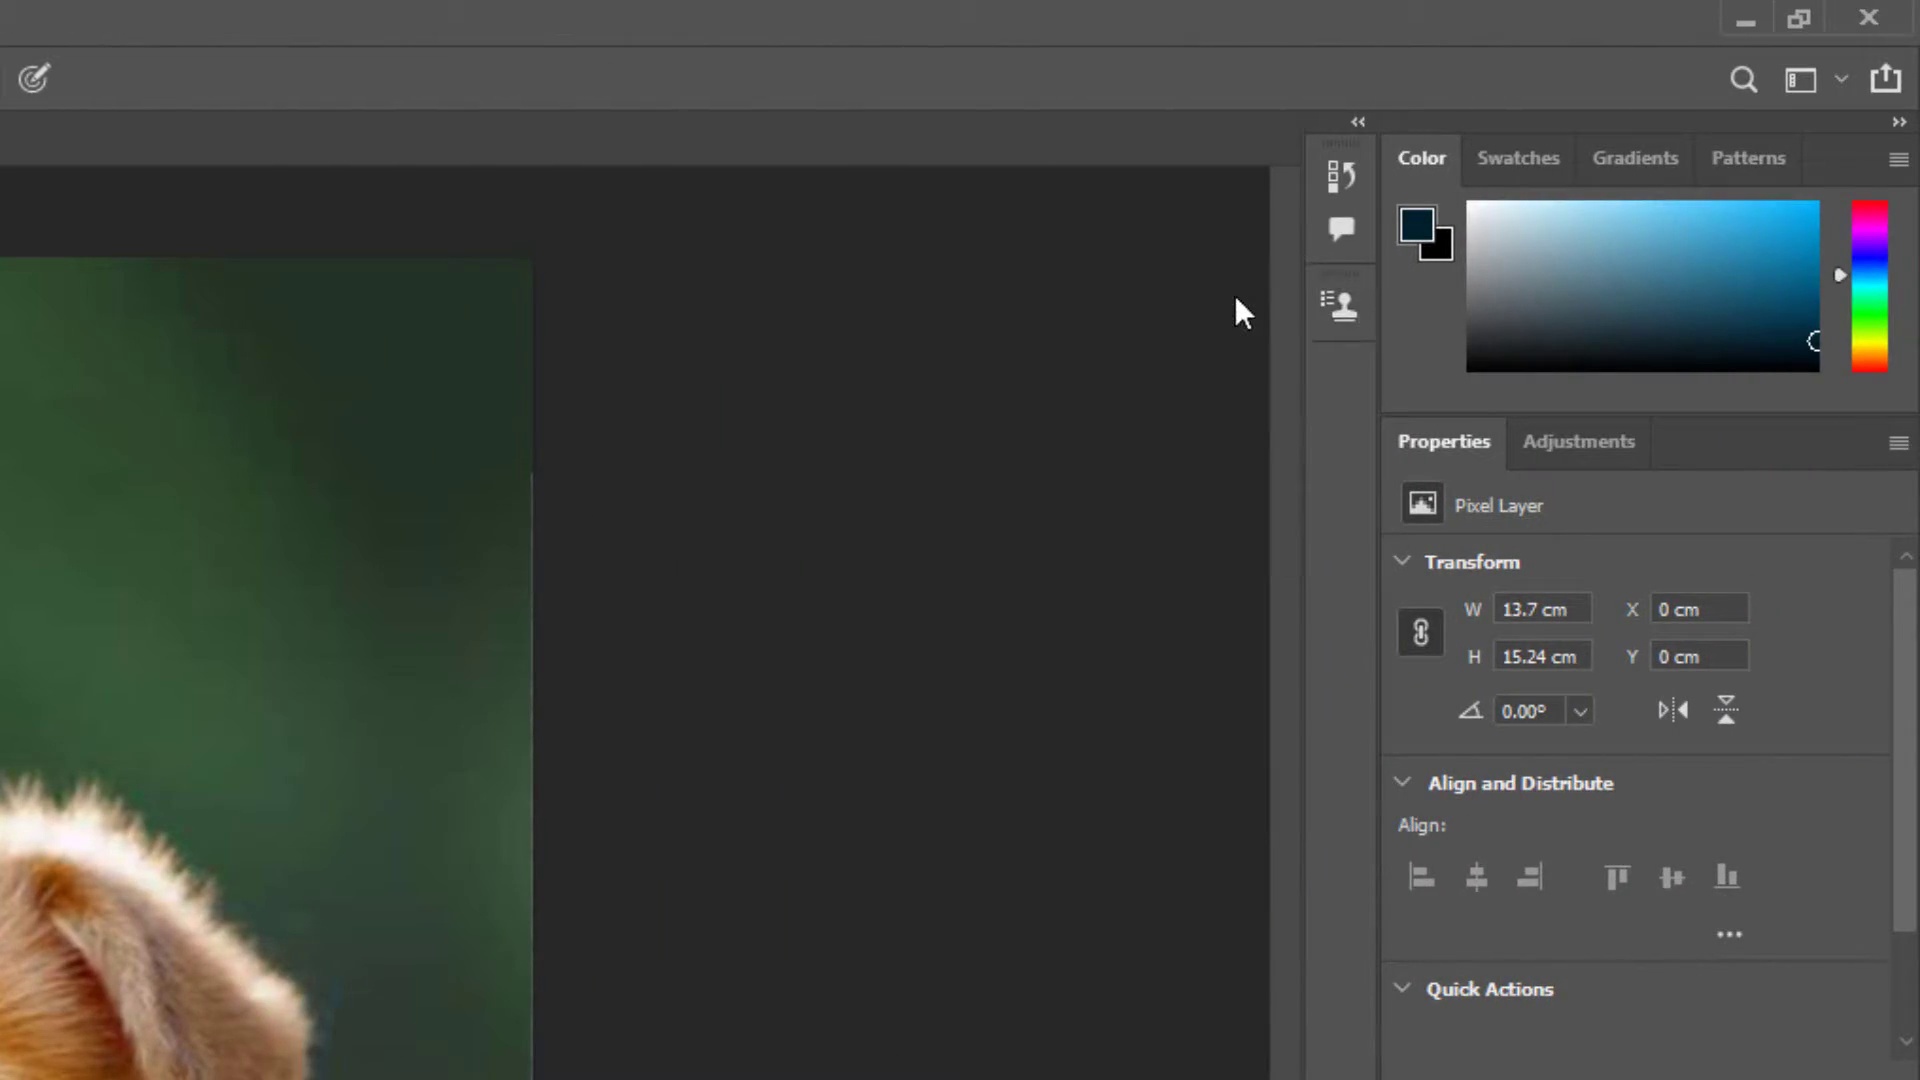 Color Swatches Gradients Patterns
Properties Adjustments
Pixel Layer
Transform
W 13.7 cm X 0 cm
H 15.24 cm Y 0 cm
0.00°
Align and Distribute
Align:
Quick Actions